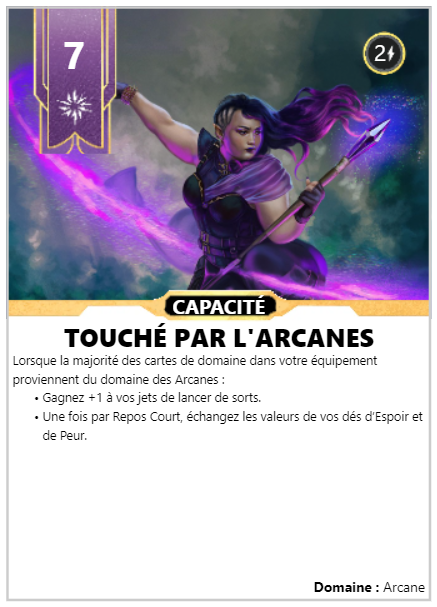 7
2
CAPACITÉ
TOUCHÉ PAR L'ARCANES
Lorsque la majorité des cartes de domaine dans votre équipement
proviennent du domaine des Arcanes :
• Gagnez +1 à vos jets de lancer de sorts.
• Une fois par Repos Court, échangez les valeurs de vos dés d’Espoir et
de Peur.
Domaine : Arcane